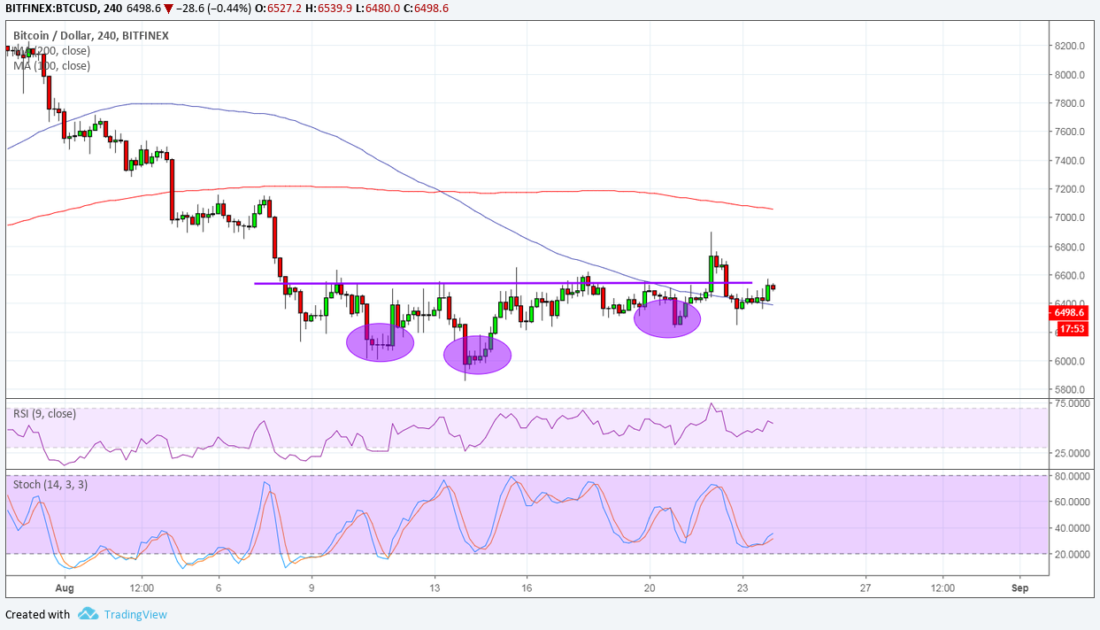 BITFINEX:BTCUSD, 240 6498.6 ▼ −28.6 (−0.44%) O:6527.2 H:6539.9 L:6480.0 C:6498.6
Bitcoin / Dollar, 240, BITFINEX
MA (200, close)
MA (100, close)
8200.0
8000.0
7800.0
7600.0
7400.0
7200.0
7000.0
6800.0
6600.0
6400.0
6498.6
17:53
6000.0
5800.0
RSI (9, close)
75.0000
25.0000
Stoch (14, 3, 3)
80.0000
60.0000
40.0000
20.0000
Aug 12:00 6 9 13 16 20 23 27 12:00 Sep
Created with TradingView